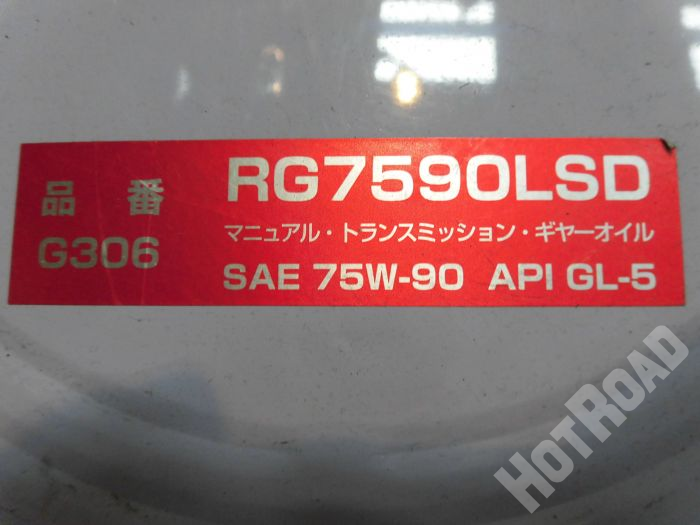 品番
G306
RG7590LSD
マニュアル・トランスミッション・ギヤーオイル
SAE 75W-90 API GL-5
HOTROAD